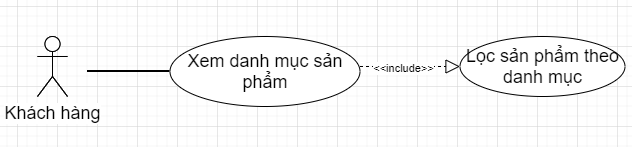 Khách hàng
Xem danh mục sản
phẩm
<<include>>
Lọc sản phẩm theo
danh mục